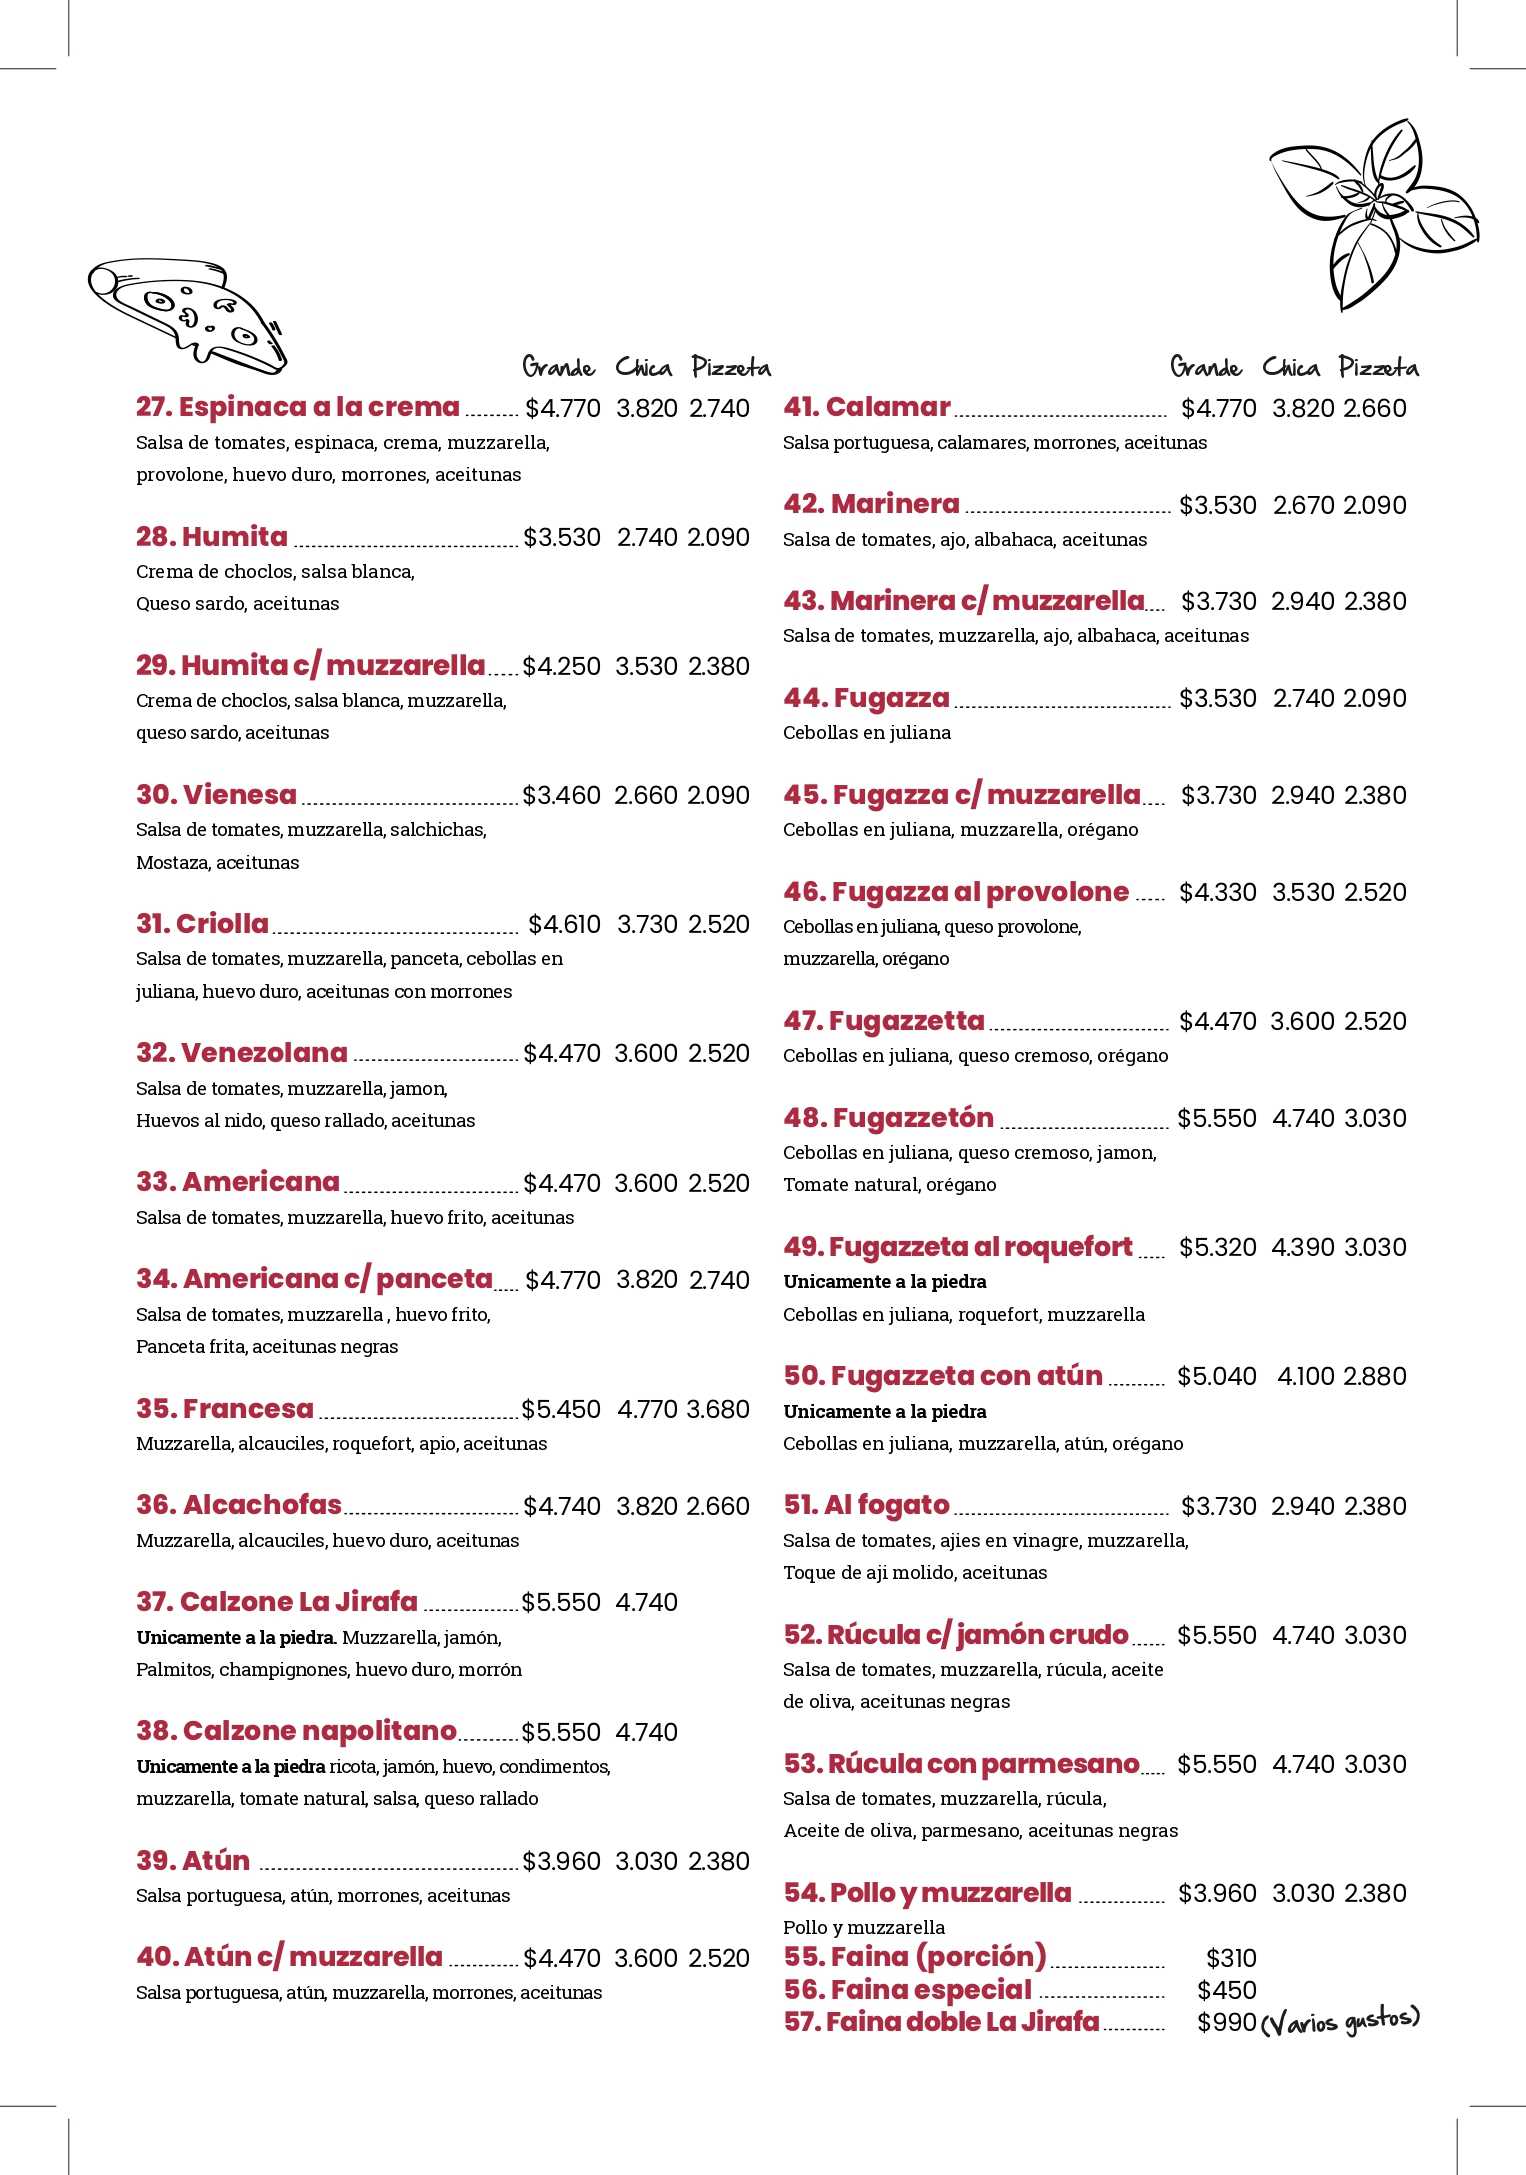 Grande Chica Pizzeta
27. Espinaca a la crema ......... $4.770 3.820 2.740
Salsa de tomates, espinaca, crema, muzzarella,
provolone, huevo duro, morrones, aceitunas
28. Humita ......... $3.530 2.740 2.090
Crema de choclos, salsa blanca,
Queso sardo, aceitunas
29. Humita c/ muzzarella ..... $4.250 3.530 2.380
Crema de choclos, salsa blanca, muzzarella,
queso sardo, aceitunas
30. Vienesa ......... $3.460 2.660 2.090
Salsa de tomates, muzzarella, salchichas,
Mostaza, aceitunas
31. Criolla ......... $4.610 3.730 2.520
Salsa de tomates, muzzarella, panceta, cebollas en
juliana, huevo duro, aceitunas con morrones
32. Venezolana ......... $4.470 3.600 2.520
Salsa de tomates, muzzarella, jamon,
Huevos al nido, queso rallado, aceitunas
33. Americana ......... $4.470 3.600 2.520
Salsa de tomates, muzzarella, huevo frito, aceitunas
34. Americana c/ panceta .... $4.770 3.820 2.740
Salsa de tomates, muzzarella , huevo frito,
Panceta frita, aceitunas negras
35. Francesa ......... $5.450 4.770 3.680
Muzzarella, alcauciles, roquefort, apio, aceitunas
36. Alcachofas ......... $4.740 3.820 2.660
Muzzarella, alcauciles, huevo duro, aceitunas
37. Calzone La Jirafa ......... $5.550 4.740
Unicamente a la piedra. Muzzarella, jamón,
Palmitos, champignones, huevo duro, morrón
38. Calzone napolitano ......... $5.550 4.740
Unicamente a la piedra ricota, jamón, huevo, condimentos,
muzzarella, tomate natural, salsa, queso rallado
39. Atún ......... $3.960 3.030 2.380
Salsa portuguesa, atún, morrones, aceitunas
40. Atún c/ muzzarella ......... $4.470 3.600 2.520
Salsa portuguesa, atún, muzzarella, morrones, aceitunas
Grande Chica Pizzeta
41. Calamar ......... $4.770 3.820 2.660
Salsa portuguesa, calamares, morrones, aceitunas
42. Marinera ......... $3.530 2.670 2.090
Salsa de tomates, ajo, albahaca, aceitunas
43. Marinera c/ muzzarella .... $3.730 2.940 2.380
Salsa de tomates, muzzarella, ajo, albahaca, aceitunas
44. Fugazza ......... $3.530 2.740 2.090
Cebollas en juliana
45. Fugazza c/ muzzarella .... $3.730 2.940 2.380
Cebollas en juliana, muzzarella, orégano
46. Fugazza al provolone ..... $4.330 3.530 2.520
Cebollas en juliana, queso provolone,
muzzarella, orégano
47. Fugazzetta ......... $4.470 3.600 2.520
Cebollas en juliana, queso cremoso, orégano
48. Fugazzetón ......... $5.550 4.740 3.030
Cebollas en juliana, queso cremoso, jamon,
Tomate natural, orégano
49. Fugazzeta al roquefort .... $5.320 4.390 3.030
Unicamente a la piedra
Cebollas en juliana, roquefort, muzzarella
50. Fugazzeta con atún ......... $5.040 4.100 2.880
Unicamente a la piedra
Cebollas en juliana, muzzarella, atún, orégano
51. Al fogato ......... $3.730 2.940 2.380
Salsa de tomates, ajies en vinagre, muzzarella,
Toque de aji molido, aceitunas
52. Rúcula c/ jamón crudo ..... $5.550 4.740 3.030
Salsa de tomates, muzzarella, rúcula, aceite
de oliva, aceitunas negras
53. Rúcula con parmesano .... $5.550 4.740 3.030
Salsa de tomates, muzzarella, rúcula,
Aceite de oliva, parmesano, aceitunas negras
54. Pollo y muzzarella ......... $3.960 3.030 2.380
Pollo y muzzarella
55. Faina (porción) ......... $310
56. Faina especial ......... $450
57. Faina doble La Jirafa ......... $990 (Varios gustos)